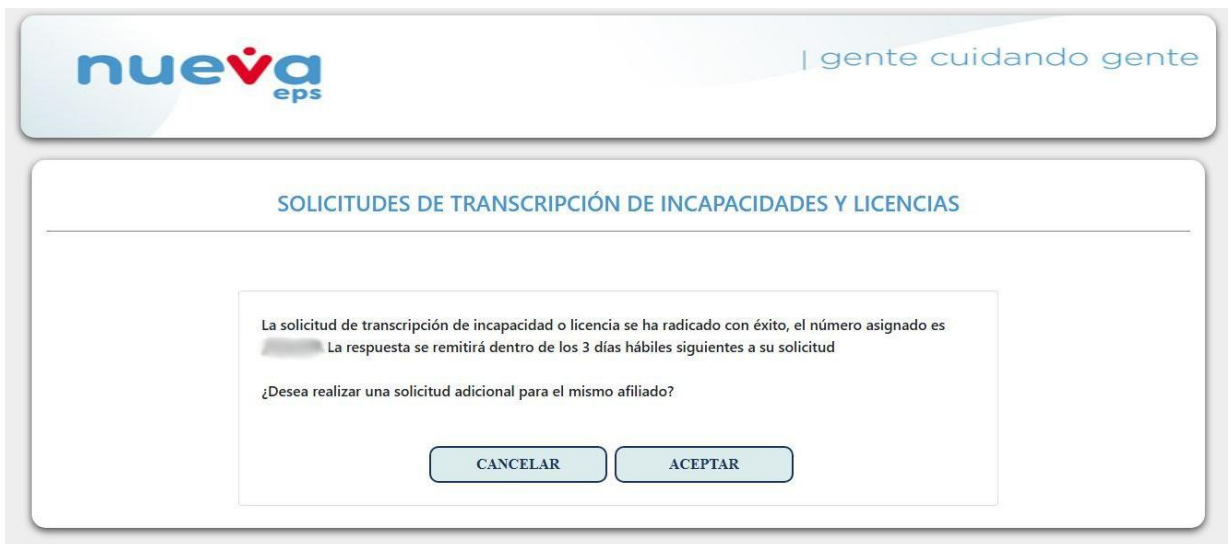 nueva
eps
| gente cuidando gente
SOLICITUDES DE TRANSCRIPCIÓN DE INCAPACIDADES Y LICENCIAS
La solicitud de transcripción de incapacidad o licencia se ha radicado con éxito, el número asignado es
La respuesta se remitirá dentro de los 3 días hábiles siguientes a su solicitud
¿Desea realizar una solicitud adicional para el mismo afiliado?
CANCELAR
ACEPTAR